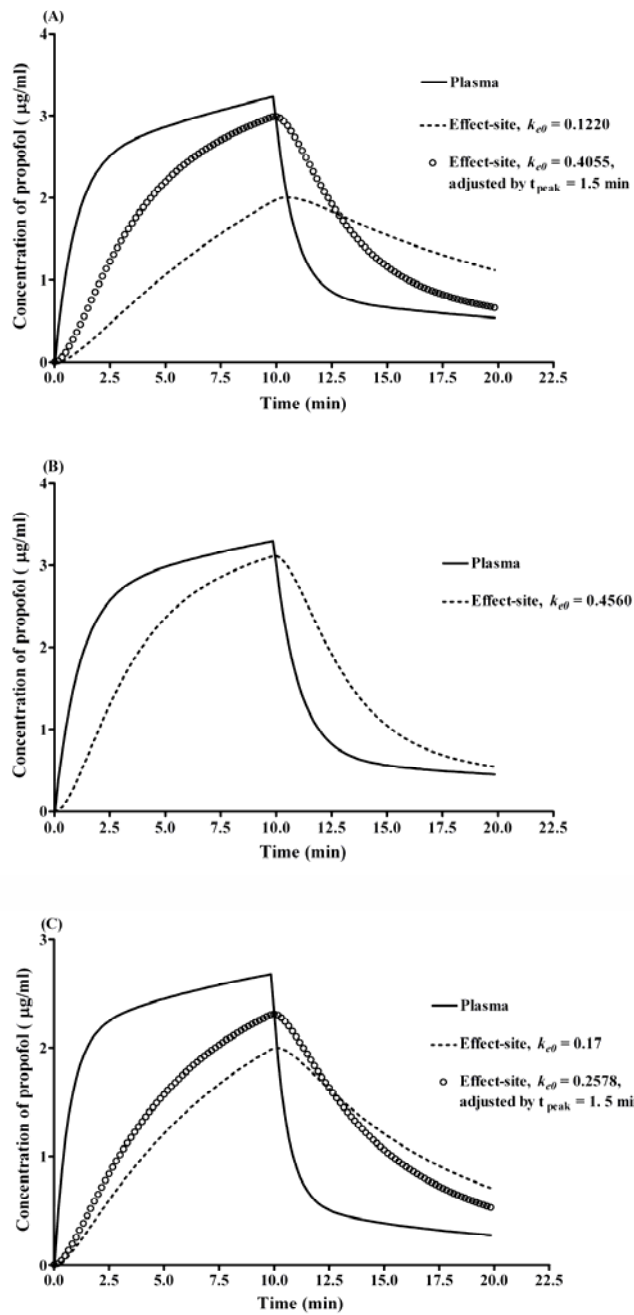 (A)
4
3
2
1
0
Concentration of propofol ( μg/ml)
0.0 2.5 5.0 7.5 10.0 12.5 15.0 17.5 20.0 22.5
Time (min)
Plasma
Effect-site, ke0 = 0.1220
Effect-site, ke0 = 0.4055,
adjusted by tpeak = 1.5 min
(B)
4
3
2
1
0
Concentration of propofol ( μg/ml)
0.0 2.5 5.0 7.5 10.0 12.5 15.0 17.5 20.0 22.5
Time (min)
Plasma
Effect-site, ke0 = 0.4560
(C)
3
2
1
0
Concentration of propofol ( μg/ml)
0.0 2.5 5.0 7.5 10.0 12.5 15.0 17.5 20.0 22.5
Time (min)
Plasma
Effect-site, ke0 = 0.17
Effect-site, ke0 = 0.2578,
adjusted by t peak = 1. 5 mi